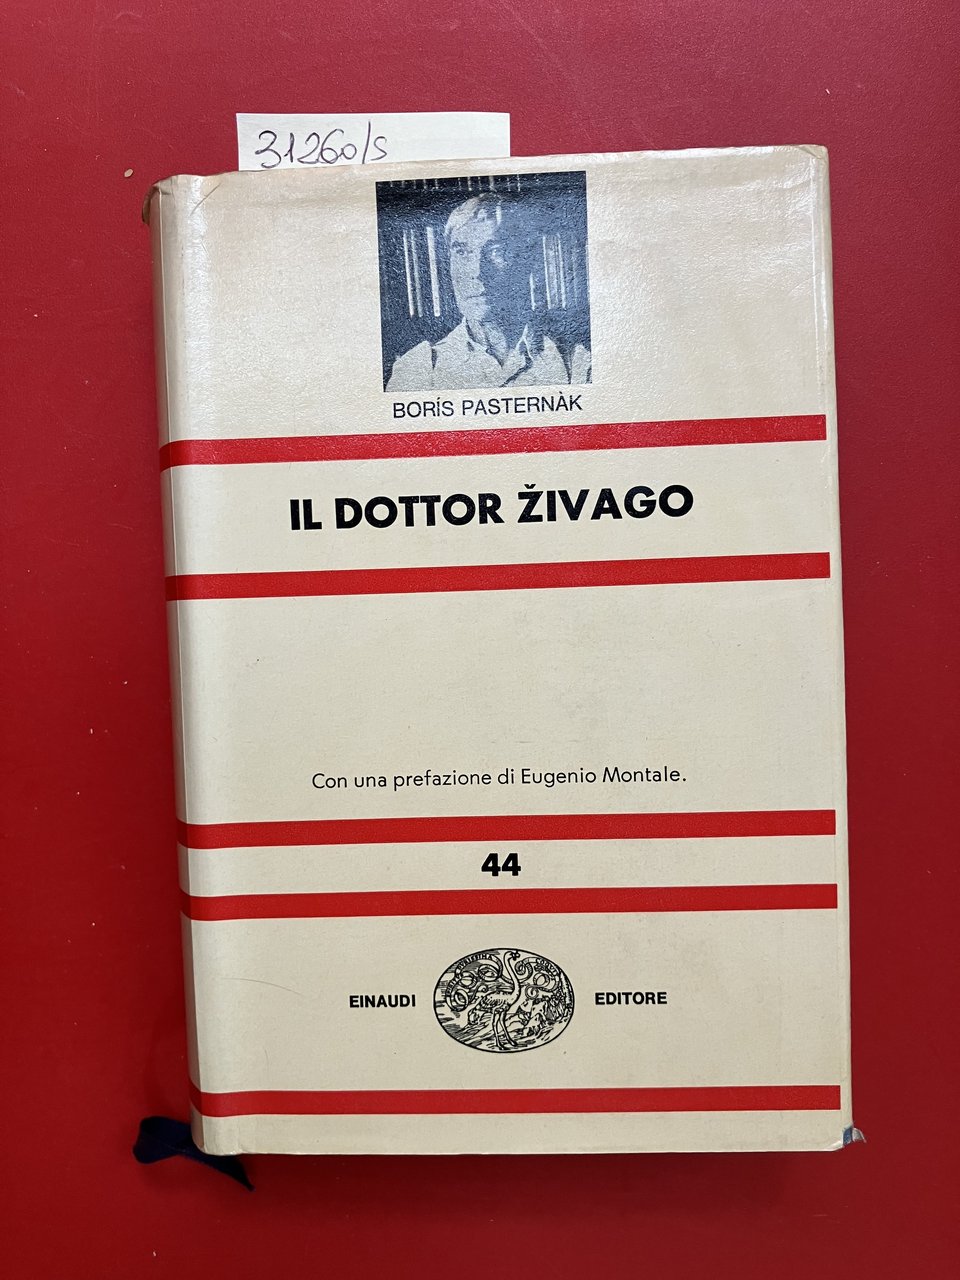 31260/s
BORÍS PASTERNÀK
IL DOTTOR ŽIVAGO
Con una prefazione di Eugenio Montale.
44
EINAUDI EDITORE